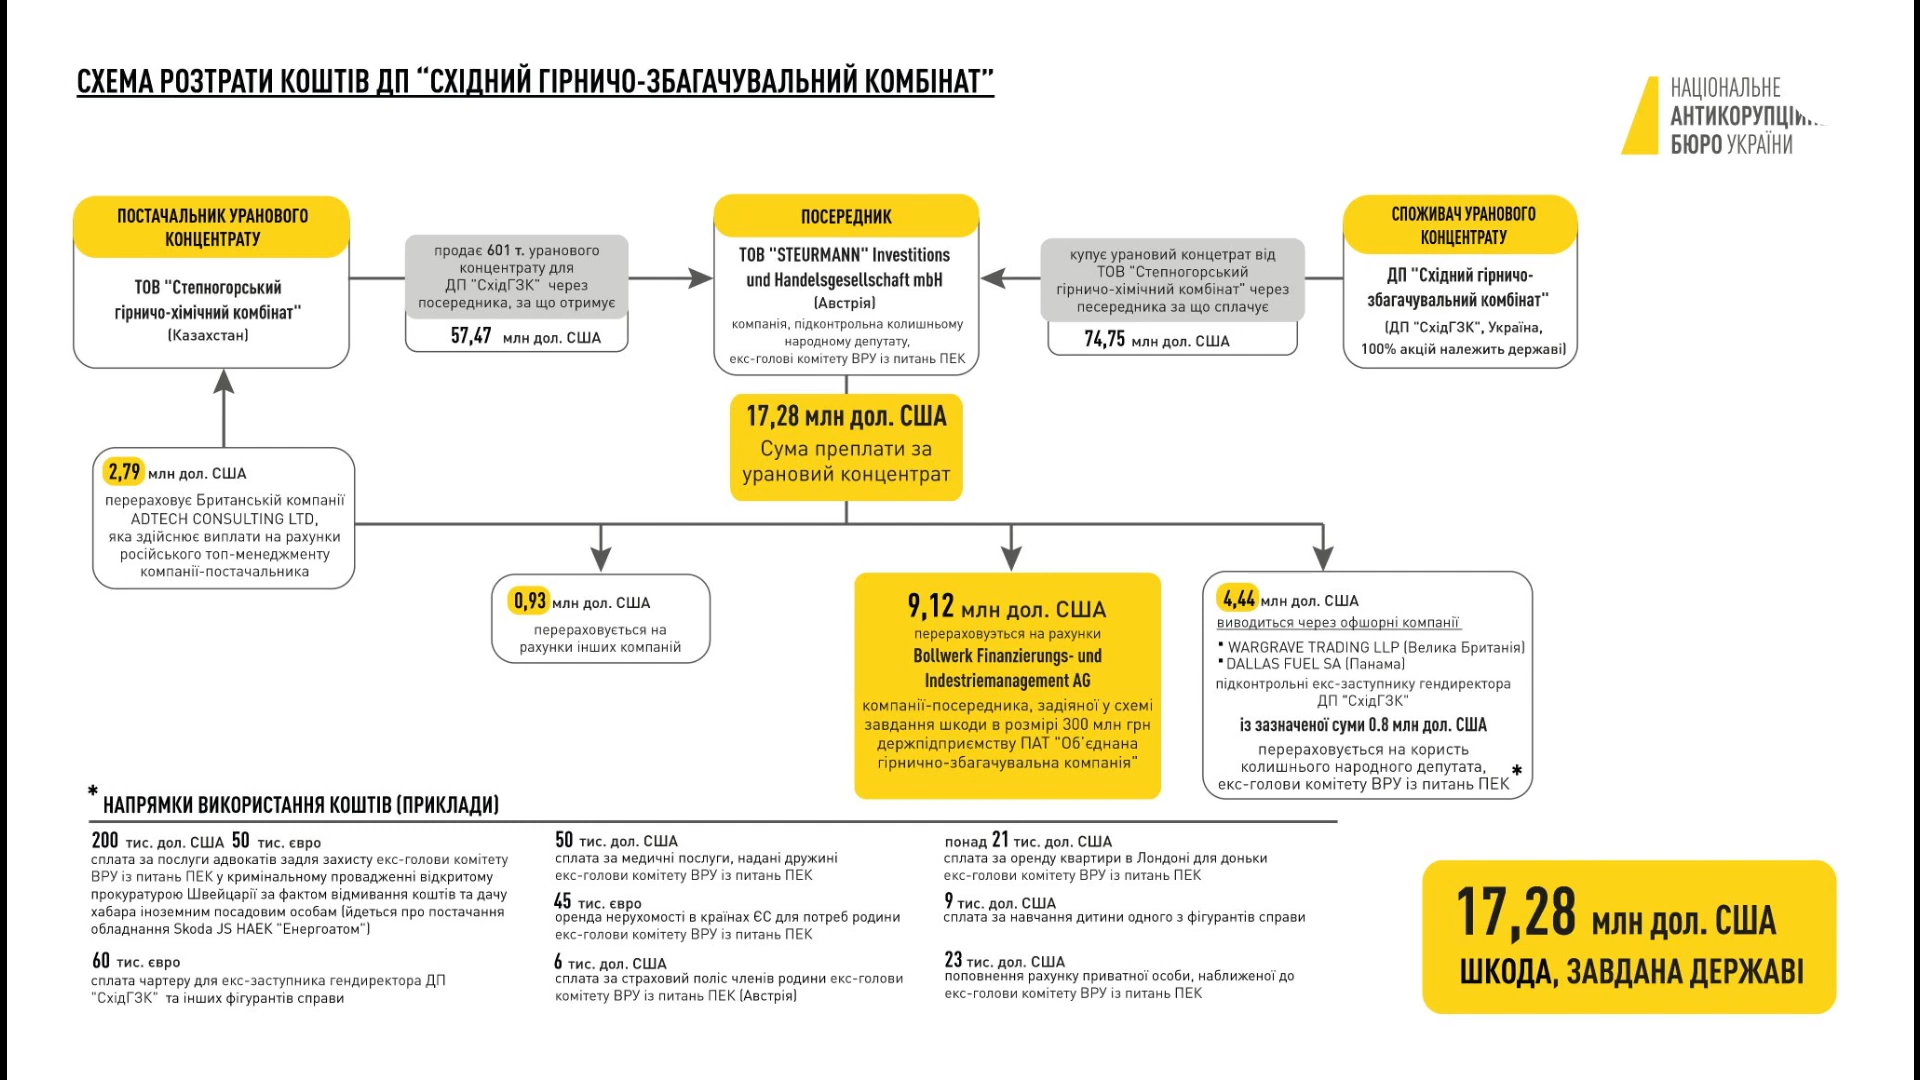 СХЕМА РОЗТРАТИ КОШТІВ ДП “СХІДНИЙ ГІРНИЧО-ЗБАГАЧУВАЛЬНИЙ КОМБІНАТ”
НАЦІОНАЛЬНЕ
БЮРО УКРАЇНИ
ПОСТАЧАЛЬНИК УРАНОВОГО
КОНЦЕНТРАТУ
ТОВ "Степногорський
гірничо-хімічний комбінат"
(Казахстан)
продає 601 т. уранового
концентрату для
ДП "СхідГЗК" через
посередника, за що отримує
57,47 млн дол. США
ПОСЕРЕДНИК
ТОВ "STEURMANN" Investitions
und Handelsgesellschaft mbH
(Австрія)
компанія, підконтрольна колишньому
народному депутату,
екс-голові комітету ВРУ із питань ПЕК
купує урановий концетрат від
ТОВ "Степногорський
гірничо-хімічний комбінат" через
песередника за що сплачує
74,75 млн дол. США
СПОЖИВАЧ УРАНОВОГО
КОНЦЕНТРАТУ
ДП "Східний гірничо-
збагачувальний комбінат"
(ДП "СхідГЗК", Україна,
100% акцій належить державі)
17,28 млн дол. США
Сума преплати за
урановий концентрат
2,79 млн дол. США
перераховує Британській компанії
ADTECH CONSULTING LTD,
яка здійснює виплати на рахунки
російського топ-менеджменту
компанії-постачальника
0,93 млн дол. США
перераховується на
рахунки інших компаній
9,12 млн дол. США
перераховуэться на рахунки
Bollwerk Finanzierungs- und
Indestriemanagement AG
компанії-посередника, задіяної у схемі
завдання шкоди в розмірі 300 млн грн
держпідприємству ПАТ "Об'єднана
гірнично-збагачувальна компанія"
4,44 млн дол. США
виводиться через офшорні компанії
▪ WARGRAVE TRADING LLP (Велика Британія)
▪ DALLAS FUEL SA (Панама)
підконтрольні екс-заступнику гендиректора
ДП "СхідГЗК"
із зазначеної суми 0.8 млн дол. США
перераховується на користь
колишнього народного депутата,
екс-голови комітету ВРУ із питань ПЕК *
* НАПРЯМКИ ВИКОРИСТАННЯ КОШТІВ (ПРИКЛАДИ)
200 тис. дол. США 50 тис. євро
сплата за послуги адвокатів задля захисту екс-голови комітету
ВРУ із питань ПЕК у кримінальному провадженні відкритому
прокуратурою Швейцарії за фактом відмивання коштів та дачу
хабара іноземним посадовим особам (йдеться про постачання
обладнання Skoda JS НАЕК "Енергоатом")
60 тис. євро
сплата чартеру для екс-заступника гендиректора ДП
"СхідГЗК" та інших фігурантів справи
50 тис. дол. США
сплата за медичні послуги, надані дружині
екс-голови комітету ВРУ із питань ПЕК
45 тис. євро
оренда нерухомості в країнах ЄС для потреб родини
екс-голови комітету ВРУ із питань ПЕК
6 тис. дол. США
сплата за страховий поліс членів родини екс-голови
комітету ВРУ із питань ПЕК (Австрія)
понад 21 тис. дол. США
сплата за оренду квартири в Лондоні для доньки
екс-голови комітету ВРУ із питань ПЕК
9 тис. дол. США
сплата за навчання дитини одного з фігурантів справи
23 тис. дол. США
поповнення рахунку приватної особи, наближеної до
екс-голови комітету ВРУ із питань ПЕК
17,28 млн дол. США
ШКОДА, ЗАВДАНА ДЕРЖАВІ